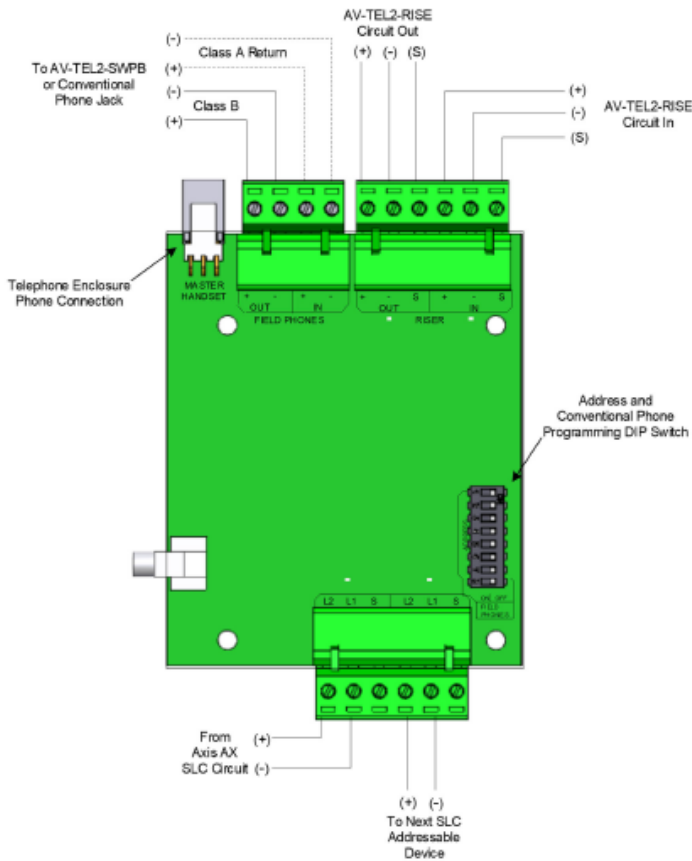 AV-TEL2-RISE
Circuit Out
(+) (-) (S)
(-)
Class A Return
To AV-TEL2-SWPB
or Conventional
Phone Jack
(+)
(-)
Class B
(+)
(+)
(-)
(S)
AV-TEL2-RISE
Circuit In
Telephone Enclosure
Phone Connection
MASTER
HANDSET
+ - + -
OUT IN
FIELD PHONES
+ - S + - S
OUT IN
RISER
Address and
Conventional Phone
Programming DIP Switch
ON OFF
FIELD
PHONES
L2 L1 S L2 L1 S
From
Axis AX
SLC Circuit
(+)
(-)
(+) (-)
To Next SLC
Addressable
Device